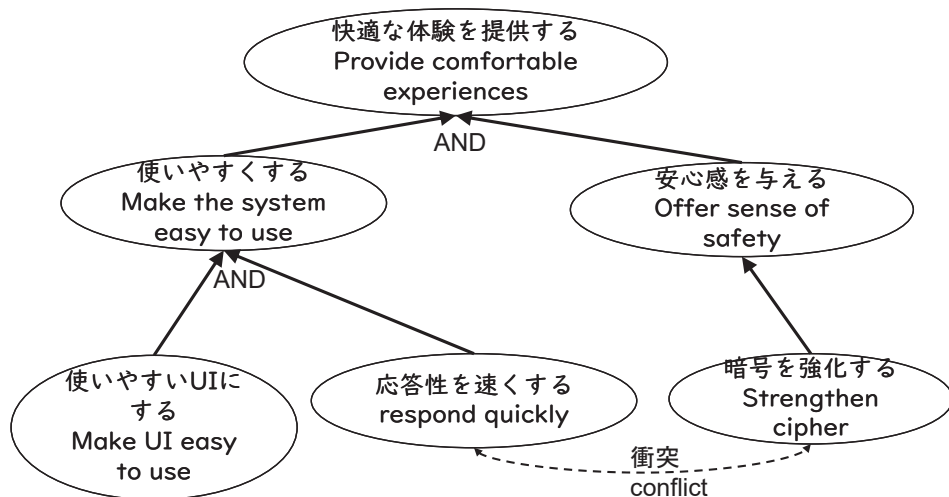 快適な体験を提供する
Provide comfortable
experiences
AND
使いやすくする
Make the system
easy to use
安心感を与える
Offer sense of
safety
AND
使いやすいUIに
する
Make UI easy
to use
応答性を速くする
respond quickly
暗号を強化する
Strengthen
cipher
衝突
conflict